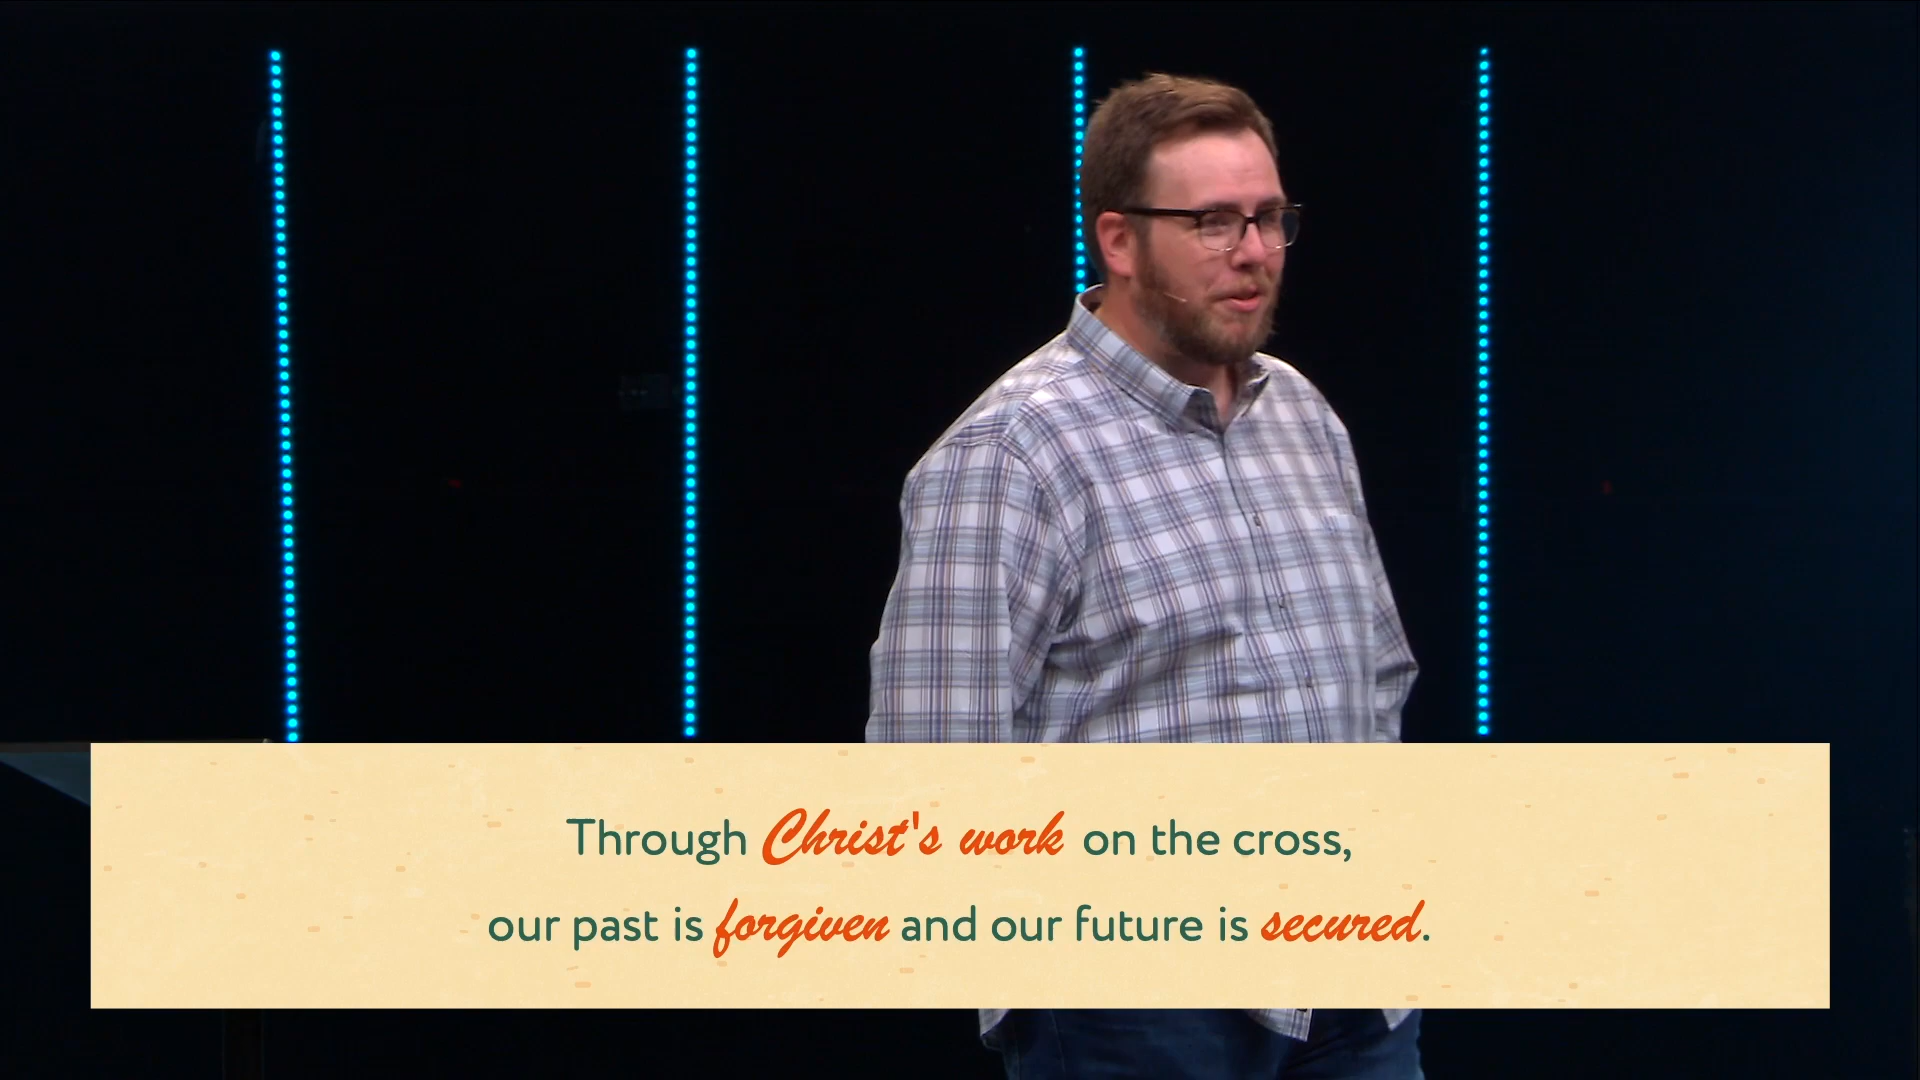 Through Christ's work on the cross,
our past is forgiven and our future is secured.